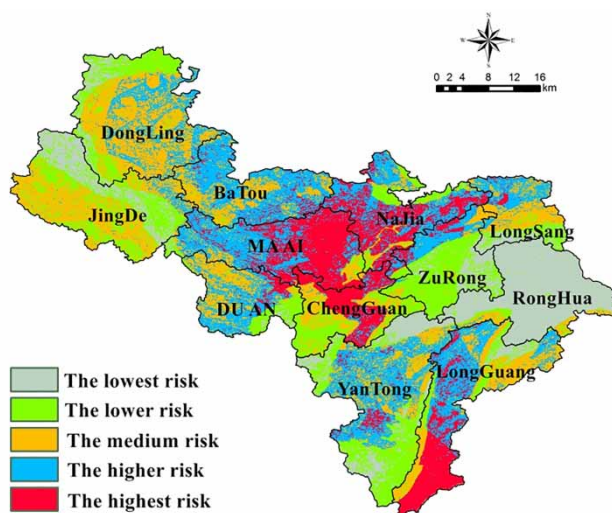 N
W E
S
0 2 4 8 12 16
km
DongLing
BaTou
JingDe
NaJia
MA AI
LongSang
ZuRong
RongHua
DU AN
ChengGuan
YanTong
LongGuang
The lowest risk
The lower risk
The medium risk
The higher risk
The highest risk